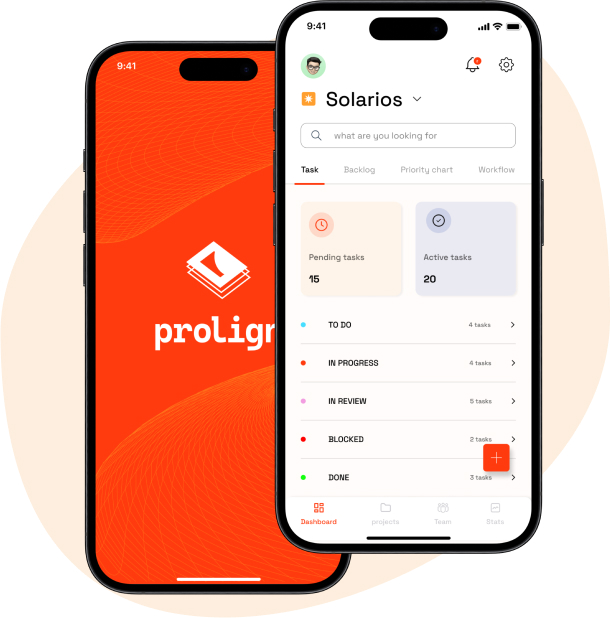 9:41
prolign
9:41
Solarios
what are you looking for
Task Backlog Priority chart Workflow
Pending tasks
15
Active tasks
20
TO DO 4 tasks
IN PROGRESS 4 tasks
IN REVIEW 5 tasks
BLOCKED 2 tasks
DONE 3 tasks
Dashboard projects Team Stats